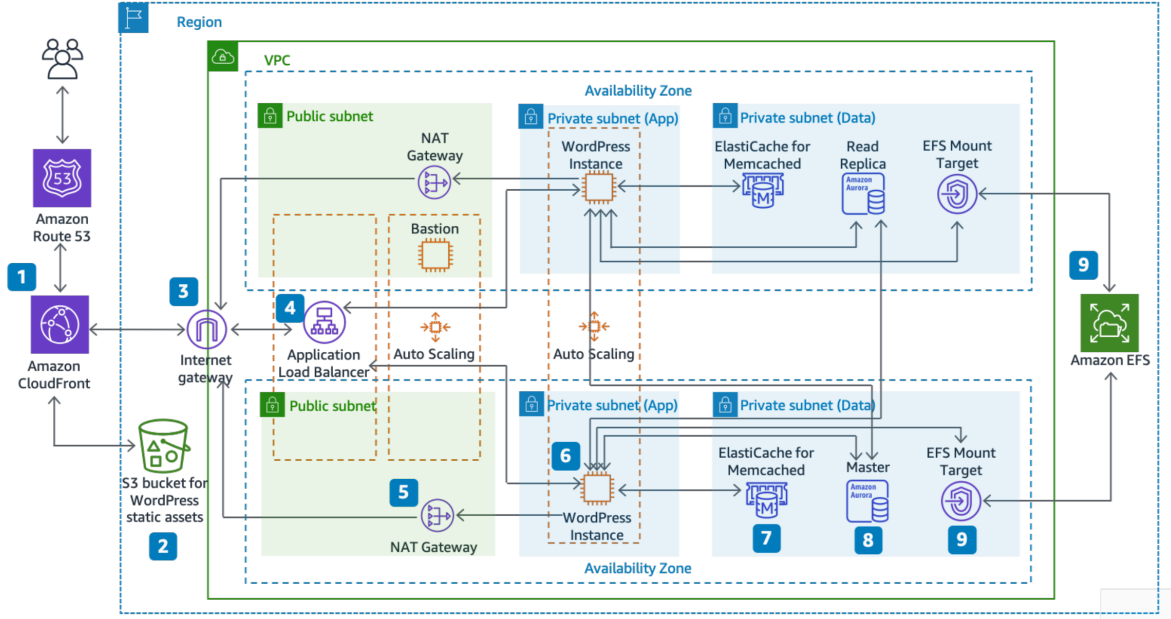 Region
VPC
Availability Zone
Public subnet
Private subnet (App)
Private subnet (Data)
NAT
Gateway
WordPress
Instance
ElastiCache for
Memcached
M
Read
Replica
Amazon
Aurora
EFS Mount
Target
53
Amazon
Route 53
Bastion
1
3
4
9
Amazon
CloudFront
Internet
gateway
Application
Load Balancer
Auto Scaling
Auto Scaling
Amazon EFS
Public subnet
Private subnet (App)
Private subnet (Data)
S3 bucket for
WordPress
static assets
2
5
NAT Gateway
6
WordPress
Instance
ElastiCache for
Memcached
M
7
Master
Amazon
Aurora
8
EFS Mount
Target
9
Availability Zone